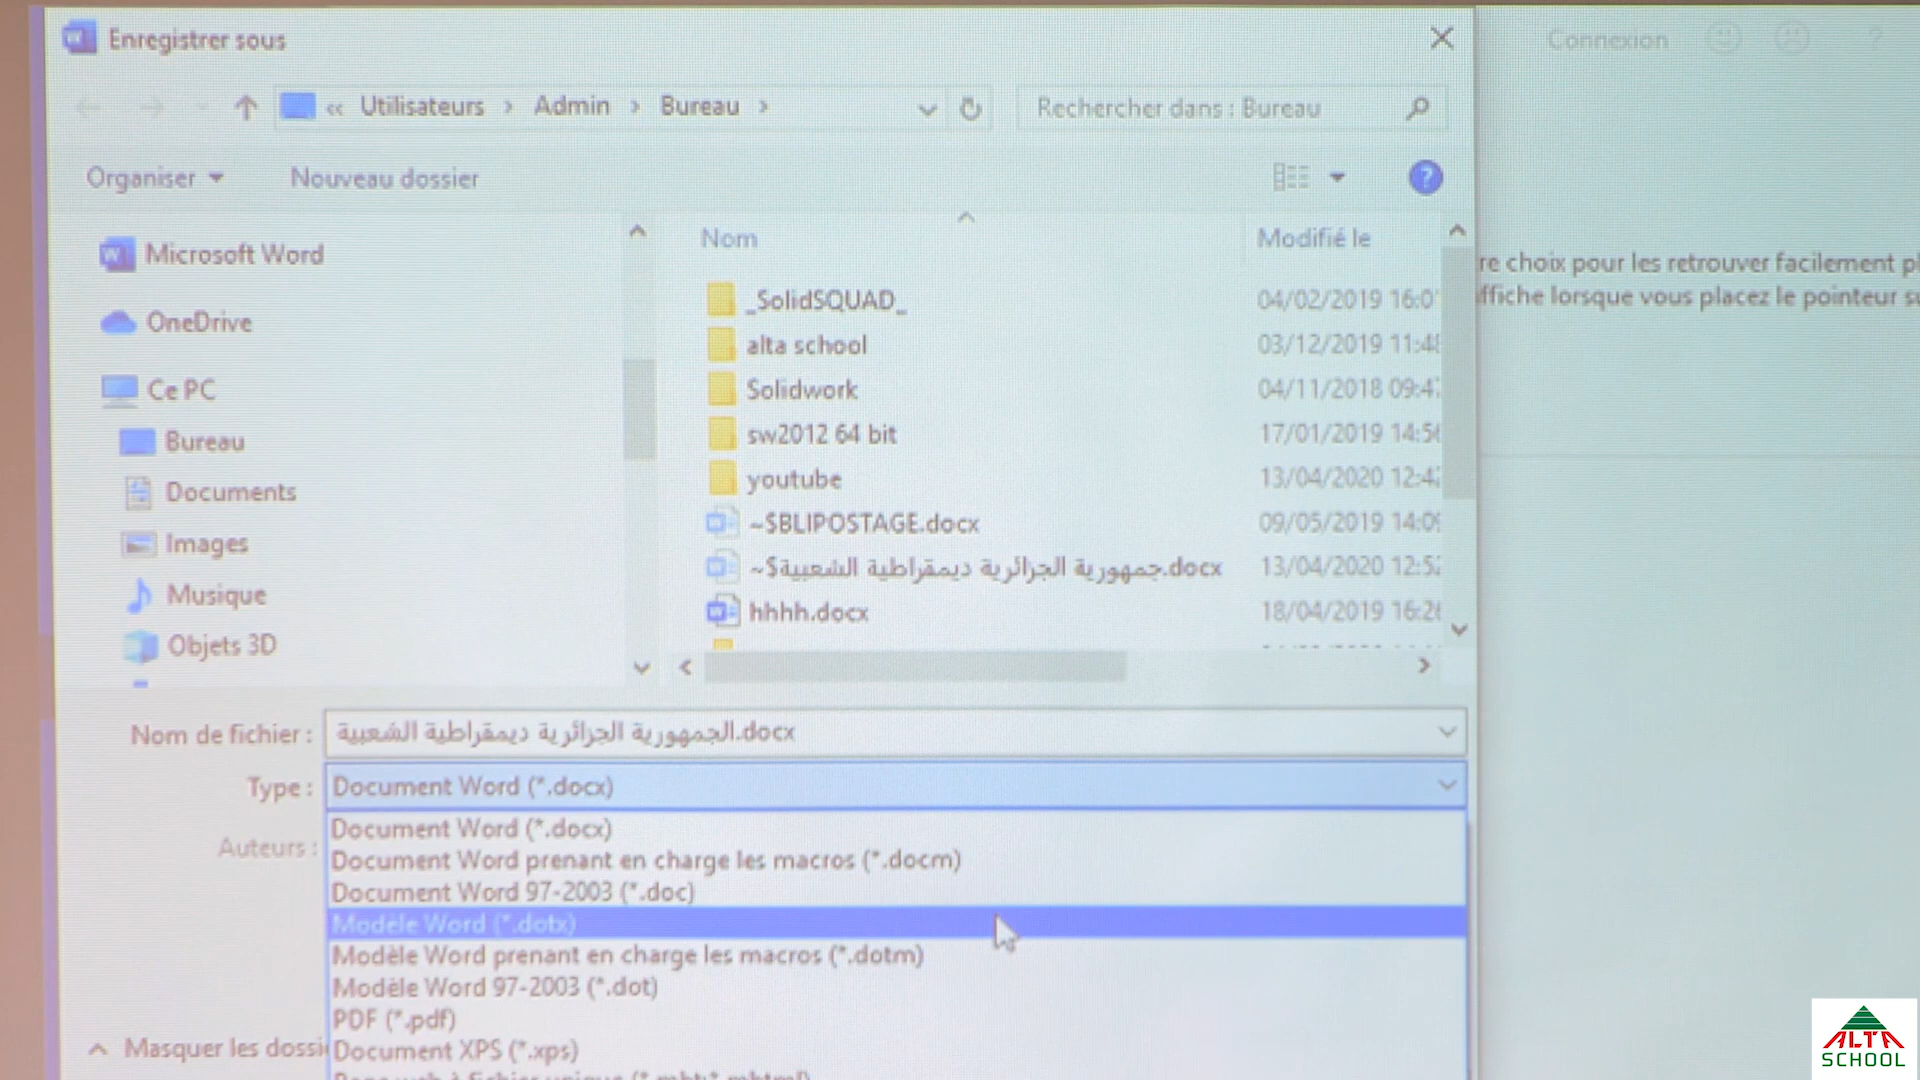 Enregistrer sous
Connexion
« Utilisateurs > Admin > Bureau >
Rechercher dans : Bureau
Organiser
Nouveau dossier
Microsoft Word
OneDrive
Ce PC
Bureau
Documents
Images
Musique
Objets 3D
Nom
Modifié le
_SolidSQUAD_
04/02/2019 16:0
alta school
03/12/2019 11:48
Solidwork
04/11/2018 09:4
sw2012 64 bit
17/01/2019 14:5
youtube
13/04/2020 12:4
~$BLIPOSTAGE.docx
09/05/2019 14:0
~$جمهورية الجزائرية ديمقراطية الشعبية.docx
13/04/2020 12:5
hhhh.docx
18/04/2019 16:2
re choix pour les retrouver facilement pl
ffiche lorsque vous placez le pointeur su
Nom de fichier :
الجمهورية الجزائرية ديمقراطية الشعبية.docx
Type :
Document Word (*.docx)
Auteurs :
Document Word (*.docx)
Document Word prenant en charge les macros (*.docm)
Document Word 97-2003 (*.doc)
Modèle Word (*.dotx)
Modèle Word prenant en charge les macros (*.dotm)
Modèle Word 97-2003 (*.dot)
PDF (*.pdf)
Document XPS (*.xps)
Masquer les dossi
ALTA
SCHOOL